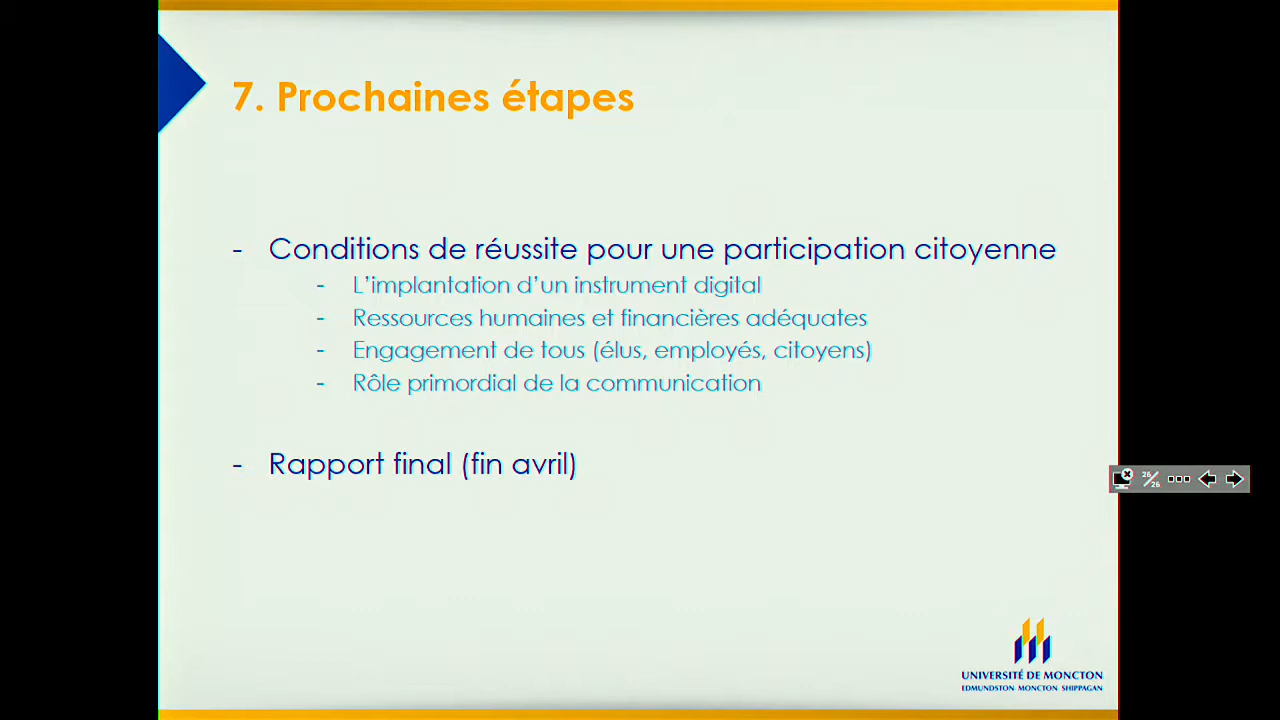 7. Prochaines étapes
- Conditions de réussite pour une participation citoyenne
- L’implantation d’un instrument digital
- Ressources humaines et financières adéquates
- Engagement de tous (élus, employés, citoyens)
- Rôle primordial de la communication
- Rapport final (fin avril)
26/26
UNIVERSITÉ DE MONCTON
EDMUNDSTON MONCTON SHIPPAGAN